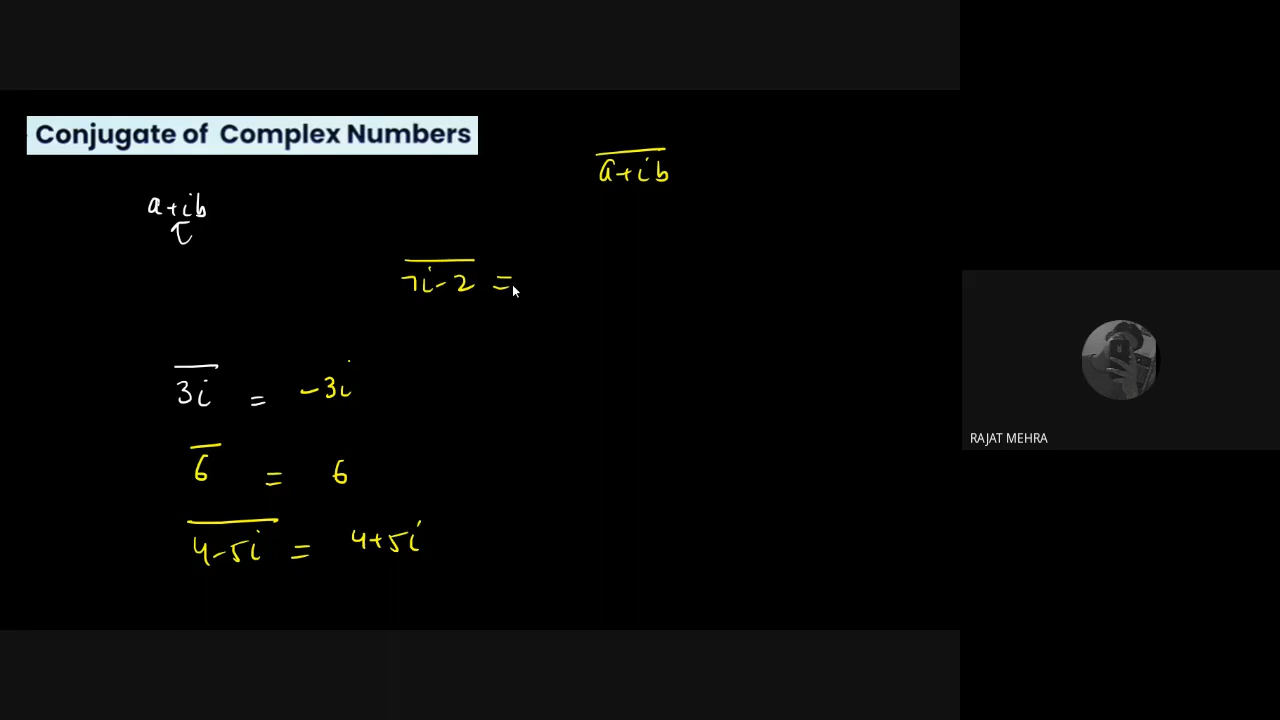 Conjugate of Complex Numbers
a+ib
a+ib
7i-2 =
3i = -3i
6 = 6
4-5i = 4+5i
RAJAT MEHRA